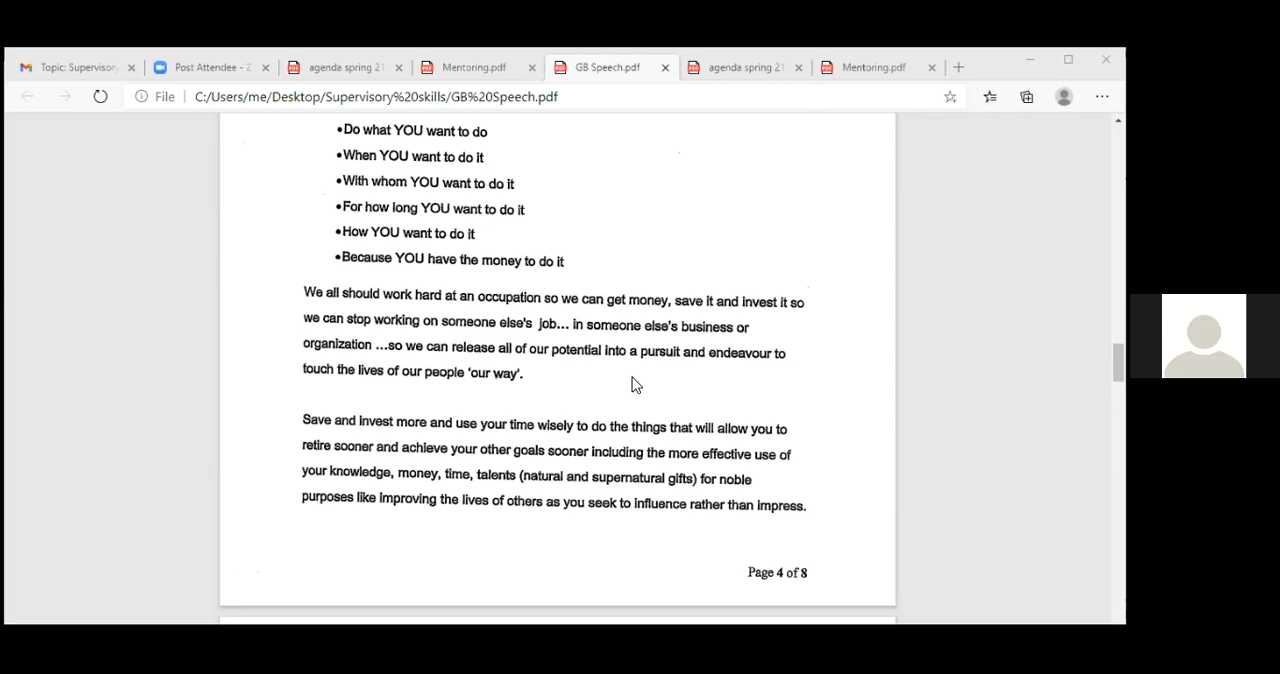 Topic: Supervisory
Post Attendee - Z
agenda spring 21
Mentoring.pdf
GB Speech.pdf
agenda spring 21
Mentoring.pdf
File
C:/Users/me/Desktop/Supervisory%20skills/GB%20Speech.pdf
•Do what YOU want to do
•When YOU want to do it
•With whom YOU want to do it
•For how long YOU want to do it
•How YOU want to do it
•Because YOU have the money to do it
We all should work hard at an occupation so we can get money, save it and invest it so
we can stop working on someone else's job... in someone else's business or
organization ...so we can release all of our potential into a pursuit and endeavour to
touch the lives of our people 'our way'.
Save and invest more and use your time wisely to do the things that will allow you to
retire sooner and achieve your other goals sooner including the more effective use of
your knowledge, money, time, talents (natural and supernatural gifts) for noble
purposes like improving the lives of others as you seek to influence rather than impress.
Page 4 of 8